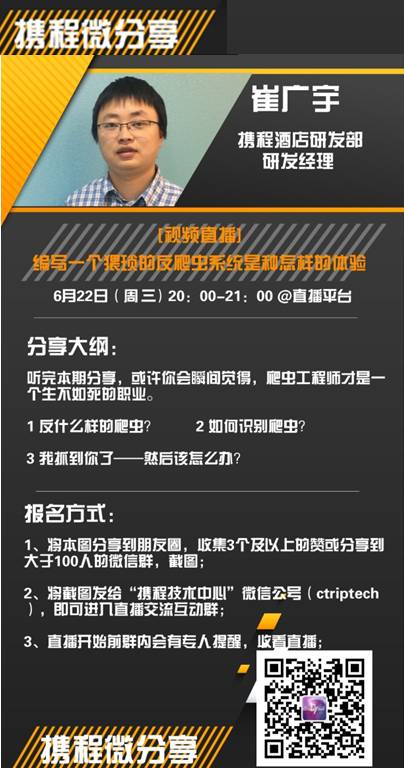 携程微分享
崔广宇
携程酒店研发部
研发经理
[视频直播]
编写一个猥琐的反爬虫系统是种怎样的体验
6月22日（周三）20：00-21：00 @直播平台
分享大纲：
听完本期分享，或许你会瞬间觉得，爬虫工程师才是一
个生不如死的职业。
1 反什么样的爬虫？ 2 如何识别爬虫？
3 我抓到你了——然后该怎么办？
报名方式：
1、将本图分享到朋友圈，收集3个及以上的赞或分享到
大于100人的微信群，截图；
2、将截图发给“携程技术中心”微信公号（ctriptech
），即可进入直播交流互动群；
3、直播开始前群内会有专人提醒，收看直播；
携程微分享